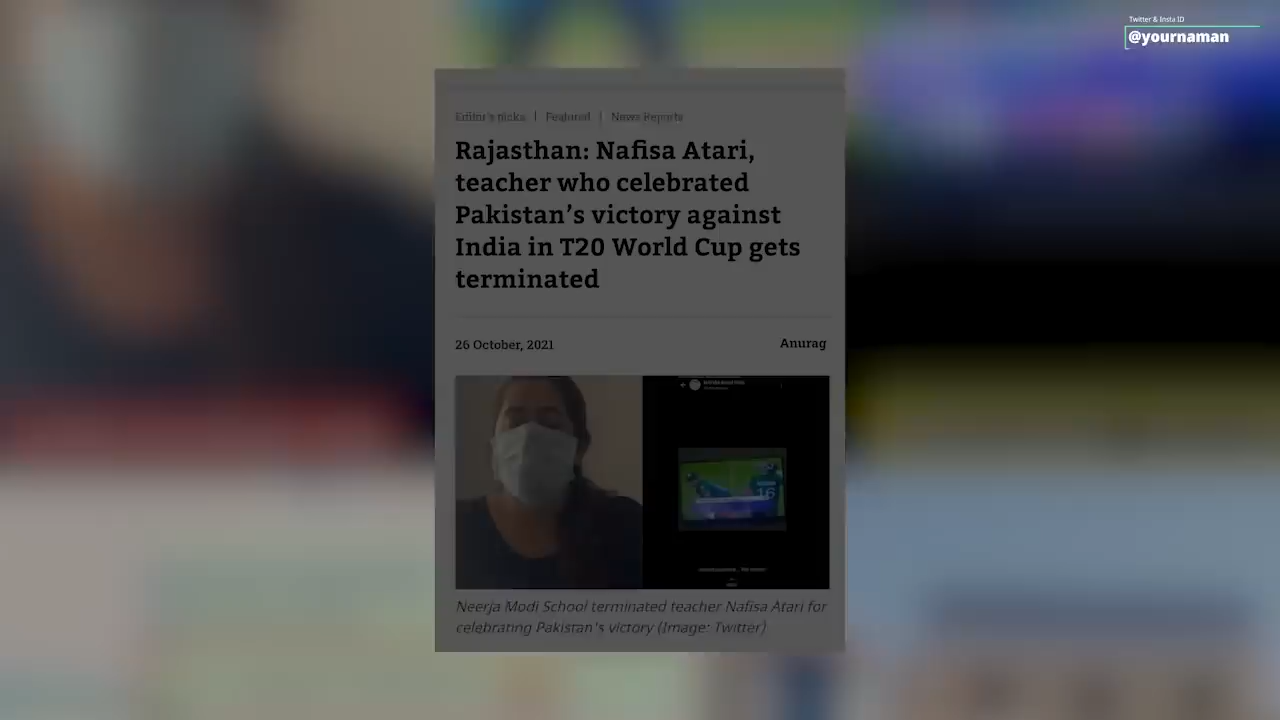 Twitter & Insta ID
@yournaman
Editor's picks | Featured | News Reports
Rajasthan: Nafisa Atari,
teacher who celebrated
Pakistan’s victory against
India in T20 World Cup gets
terminated
26 October, 2021
Anurag
16
Neerja Modi School terminated teacher Nafisa Atari for
celebrating Pakistan's victory (Image: Twitter)